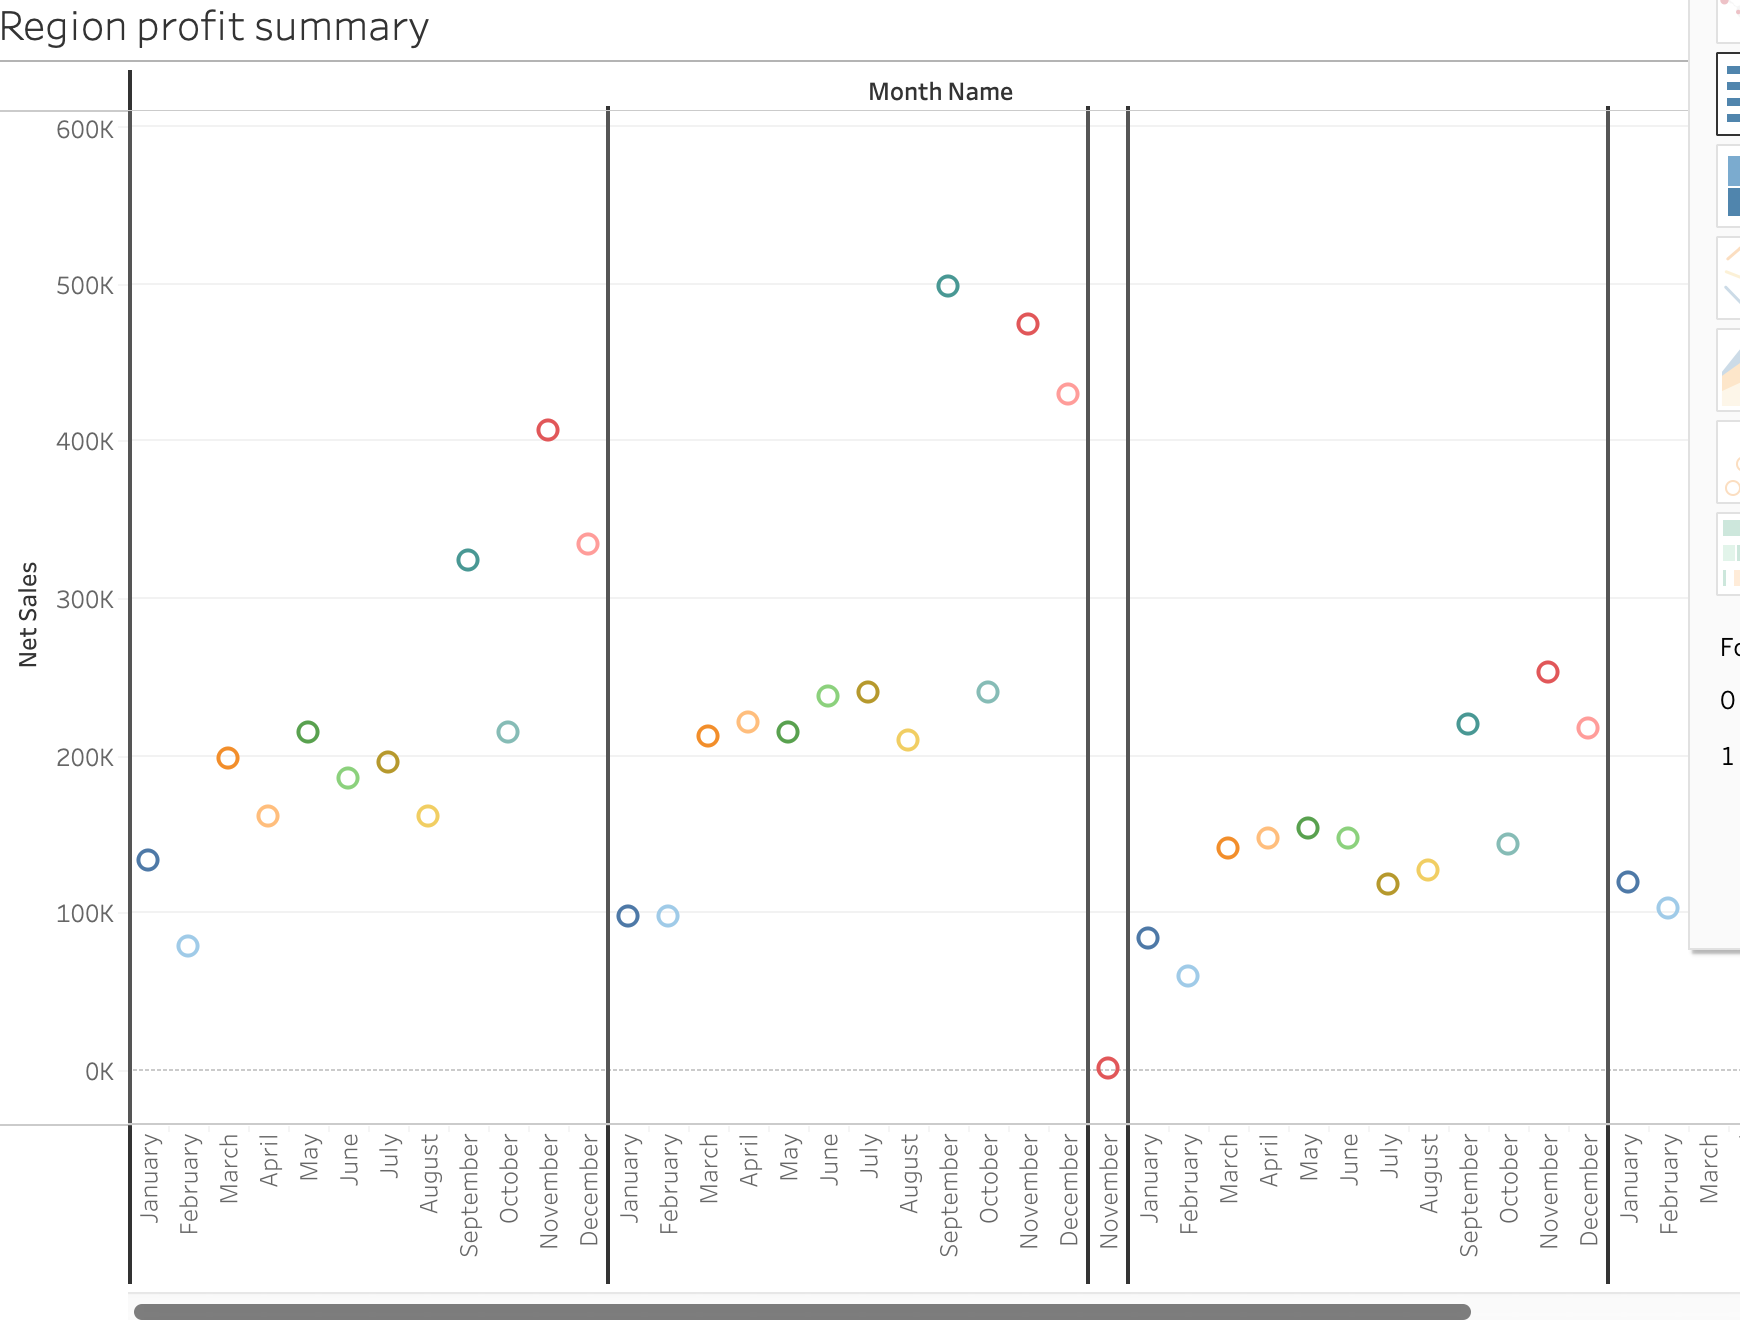 Region profit summary
Month Name
600K
500K
400K
300K
200K
100K
0K
Net Sales
January February March April May June July August September October November December January February March April May June July August September October November December November January February March April May June July August September October November December January February March
0
1